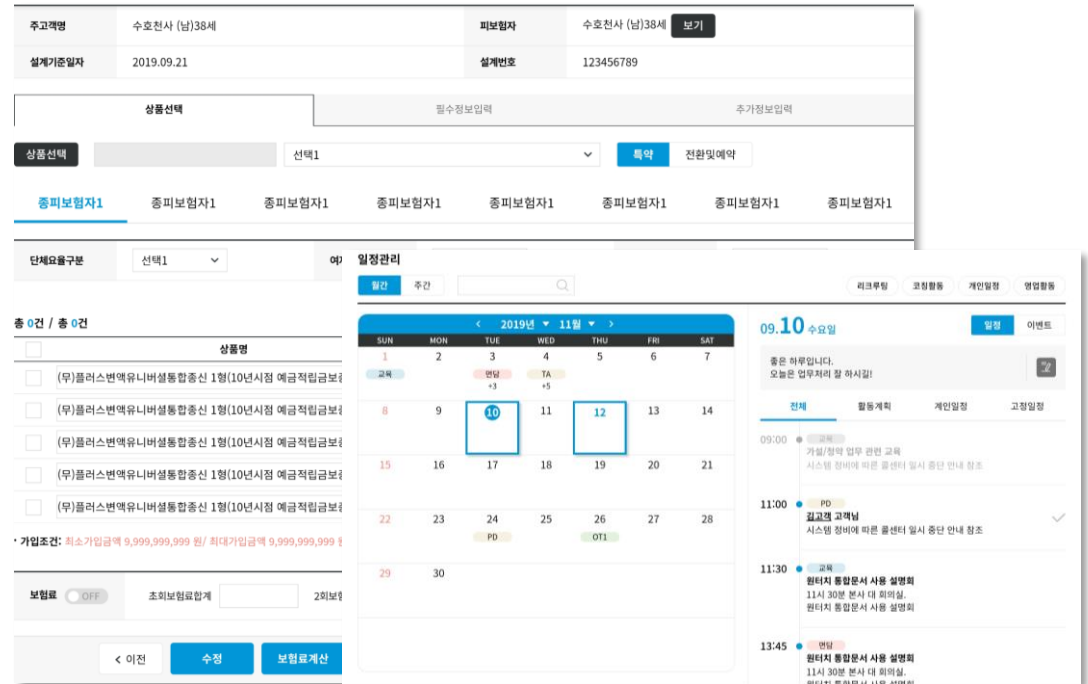 주고객명 수호천사 (남)38세 피보험자 수호천사 (남)38세 보기
설계기준일자 2019.09.21 설계번호 123456789
상품선택 필수정보입력 추가정보입력
상품선택 선택1 특약 전환및예약
종피보험자1 종피보험자1 종피보험자1 종피보험자1 종피보험자1 종피보험자1 종피보험자1 종피보험자1
단체요율구분 선택1
총 0건 / 총 0건
상품명
(무)플러스변액유니버셜통합종신 1형(10년시점 예금적립금보
(무)플러스변액유니버셜통합종신 1형(10년시점 예금적립금보
(무)플러스변액유니버셜통합종신 1형(10년시점 예금적립금보
(무)플러스변액유니버셜통합종신 1형(10년시점 예금적립금보
(무)플러스변액유니버셜통합종신 1형(10년시점 예금적립금보
· 가입조건: 최소가입금액 9,999,999,999 원/ 최대가입금액 9,999,999,999
보험료 OFF 초회보험료합계 2회보험
< 이전 수정 보험료계산
일정관리
월간 주간 리크루팅 코칭활동 개인일정 영업활동
< 2019년 ▼ 11월 ▼ >
SUN MON TUE WED THU FRI SAT
1 2 3 4 5 6 7
교육 면담 TA
+3 +5
8 9 10 11 12 13 14
15 16 17 18 19 20 21
22 23 24 25 26 27 28
PD OT1
29 30
09.10 수요일 일정 이벤트
좋은 하루입니다.
오늘은 업무처리 잘 하시길!
전체 활동계획 계인일정 고정일정
09:00 교육
가설/청약 업무 관련 교육
시스템 정비에 따른 콜센터 일시 중단 안내 참조
11:00 PD
김고객 고객님
시스템 정비에 따른 콜센터 일시 중단 안내 참조
11:30 교육
원터치 통합문서 사용 설명회
11시 30분 본사 대 회의실.
원터치 통합문서 사용 설명회
13:45 면담
원터치 통합문서 사용 설명회
11시 30분 본사 대 회의실.
원터치 통합문서 사용 설명회